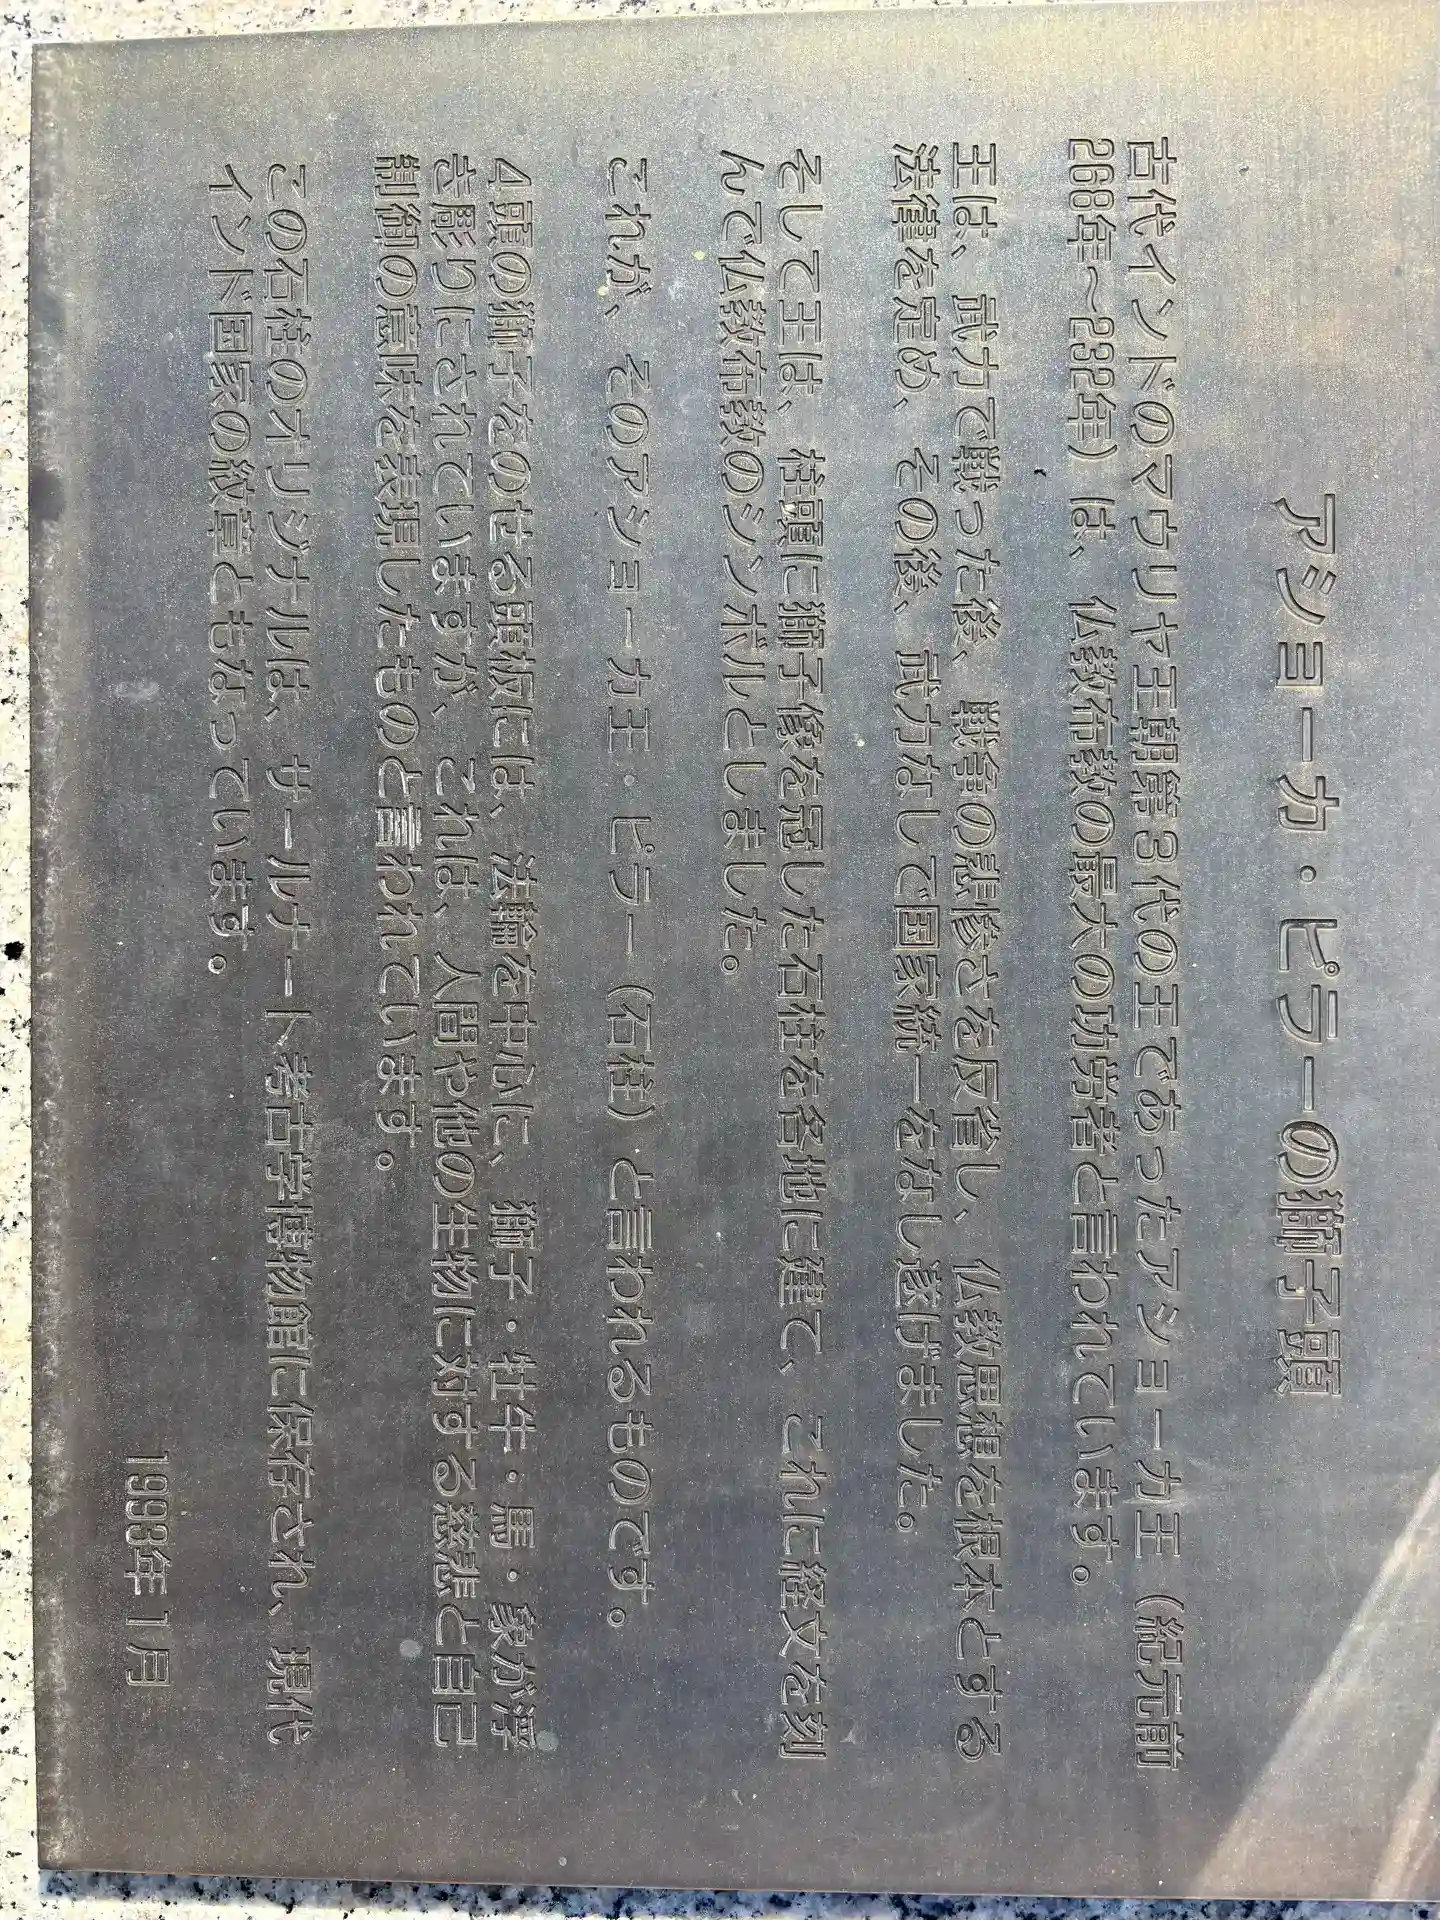 アショーカ・ピラーの獅子頭
古代インドのマウリヤ王朝第3代の王であったアショーカ王（紀元前
268年~232年）は、仏教布教の最大の功労者と言われています。
王は、武力で戦った後、戦争の悲惨さを反省し、仏教思想を根本とする
法律を定め、その後、武力なしで国家統一をなし遂げました。
そして王は、柱頭に獅子像を冠した石柱を各地に建て、これに経文を刻
んで仏教布教のシンボルとしました。
これが、そのアショーカ王・ピラー（石柱）と言われるものです。
4頭の獅子をのせる頭板には、法輪を中心に、獅子・牡牛・馬・象が浮
き彫りにされていますが、これは、人間や他の生物に対する慈悲と自己
制御の意味を表現したものと言われています。
この石柱のオリジナルは、サールナート考古学博物館に保存され、現代
インド国家の紋章ともなっています。
1993年1月